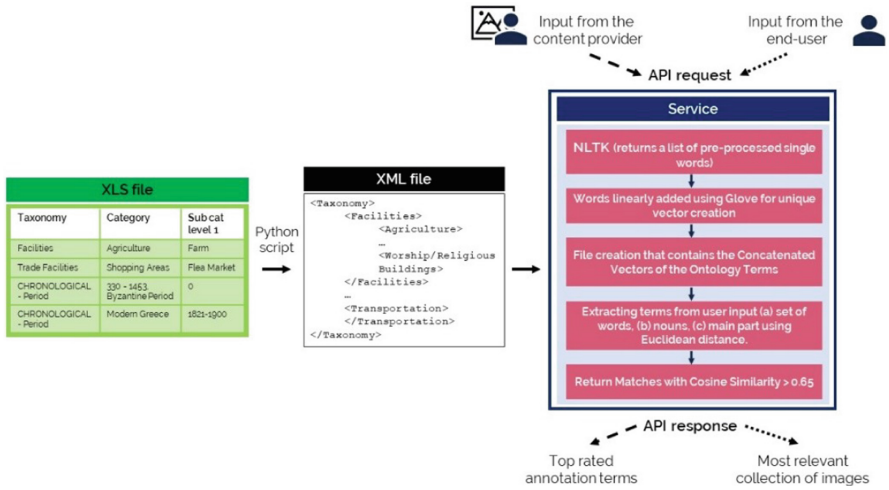 Input from the
content provider
Input from the
end-user
API request
Service
NLTK (returns a list of pre-processed single
words)
Words linearly added using Glove for unique
vector creation
File creation that contains the Concatenated
Vectors of the Ontology Terms
Extracting terms from user input (a) set of
words, (b) nouns, (c) main part using
Euclidean distance.
Return Matches with Cosine Similarity > 0.65
XLS file
Taxonomy Category Sub cat
level 1
Facilities Agriculture Farm
Trade Facilities Shopping Areas Flea Market
CHRONOLOGICAL 330 - 1453, 0
- Period Byzantine Period
CHRONOLOGICAL Modern Greece 1821-1900
- Period
Python
script
XML file
<Taxonomy>
<Facilities>
<Agriculture>
…
<Worship/Religious
Buildings>
</Facilities>
…
<Transportation>
</Transportation>
</Taxonomy>
API response
Top rated
annotation terms
Most relevant
collection of images